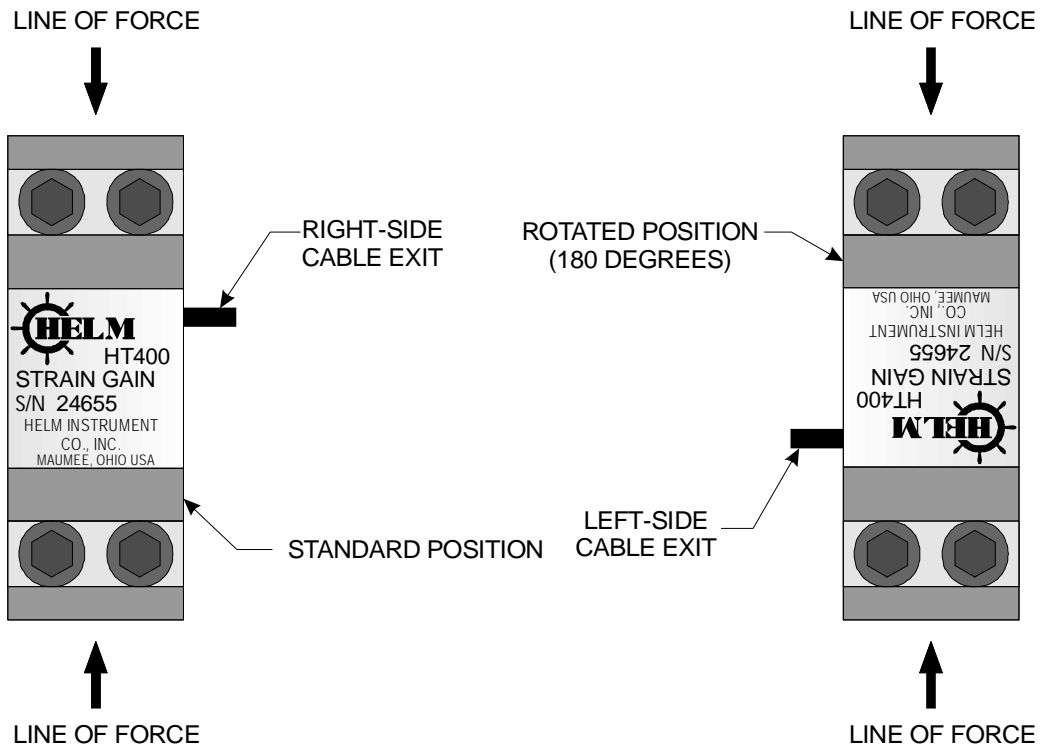 LINE OF FORCE
LINE OF FORCE
RIGHT-SIDE
CABLE EXIT
ROTATED POSITION
(180 DEGREES)
HELM
HT400
STRAIN GAIN
S/N 24655
HELM INSTRUMENT
CO., INC.
MAUMEE, OHIO USA
HELM
HT400
STRAIN GAIN
S/N 24655
HELM INSTRUMENT
CO., INC.
MAUMEE, OHIO USA
STANDARD POSITION
LEFT-SIDE
CABLE EXIT
LINE OF FORCE
LINE OF FORCE